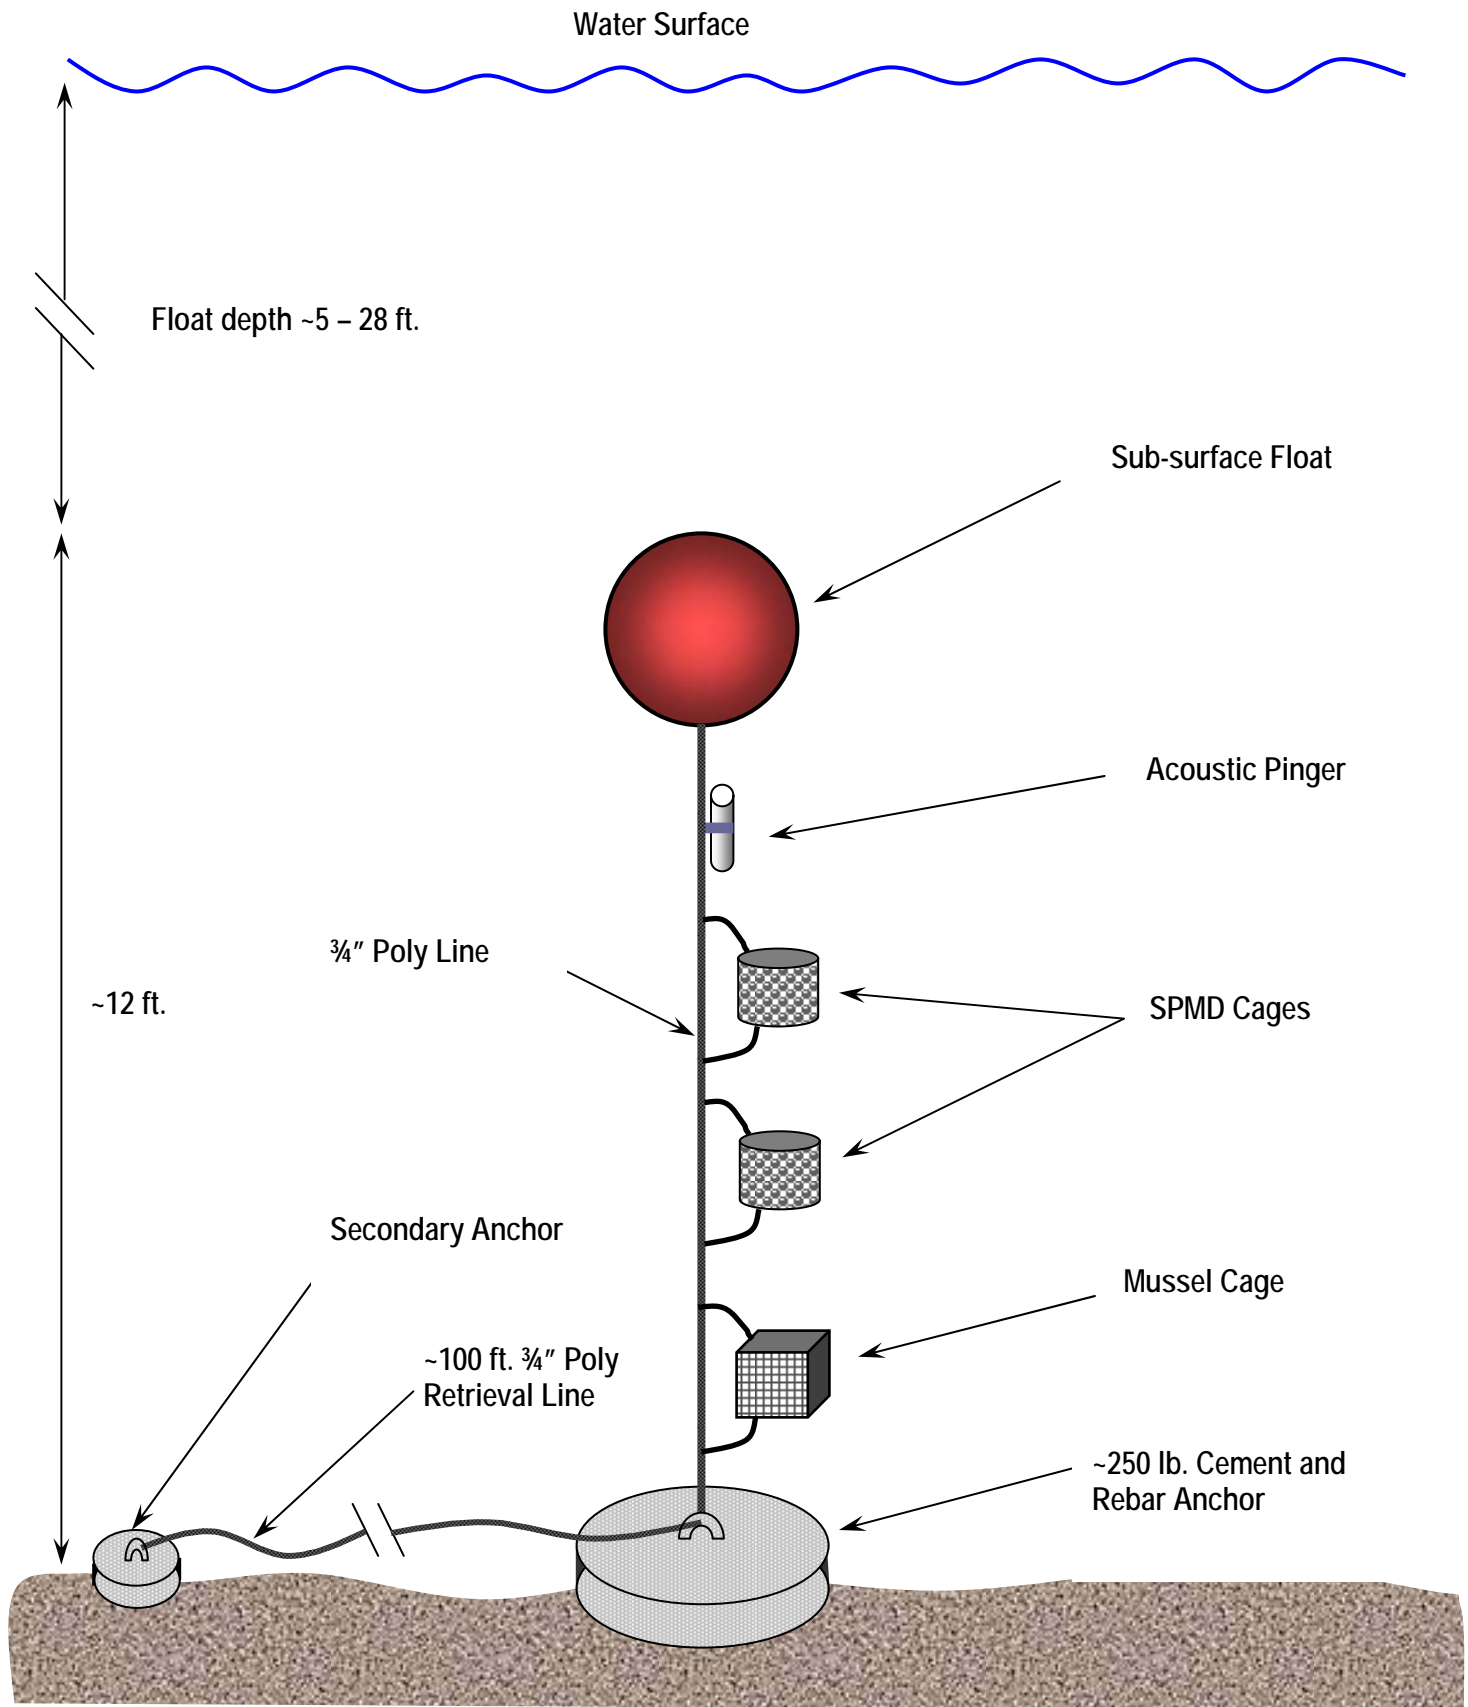 Water Surface
Float depth ~5 – 28 ft.
Sub-surface Float
Acoustic Pinger
¾” Poly Line
~12 ft.
SPMD Cages
Secondary Anchor
Mussel Cage
~100 ft. ¾” Poly
Retrieval Line
~250 lb. Cement and
Rebar Anchor